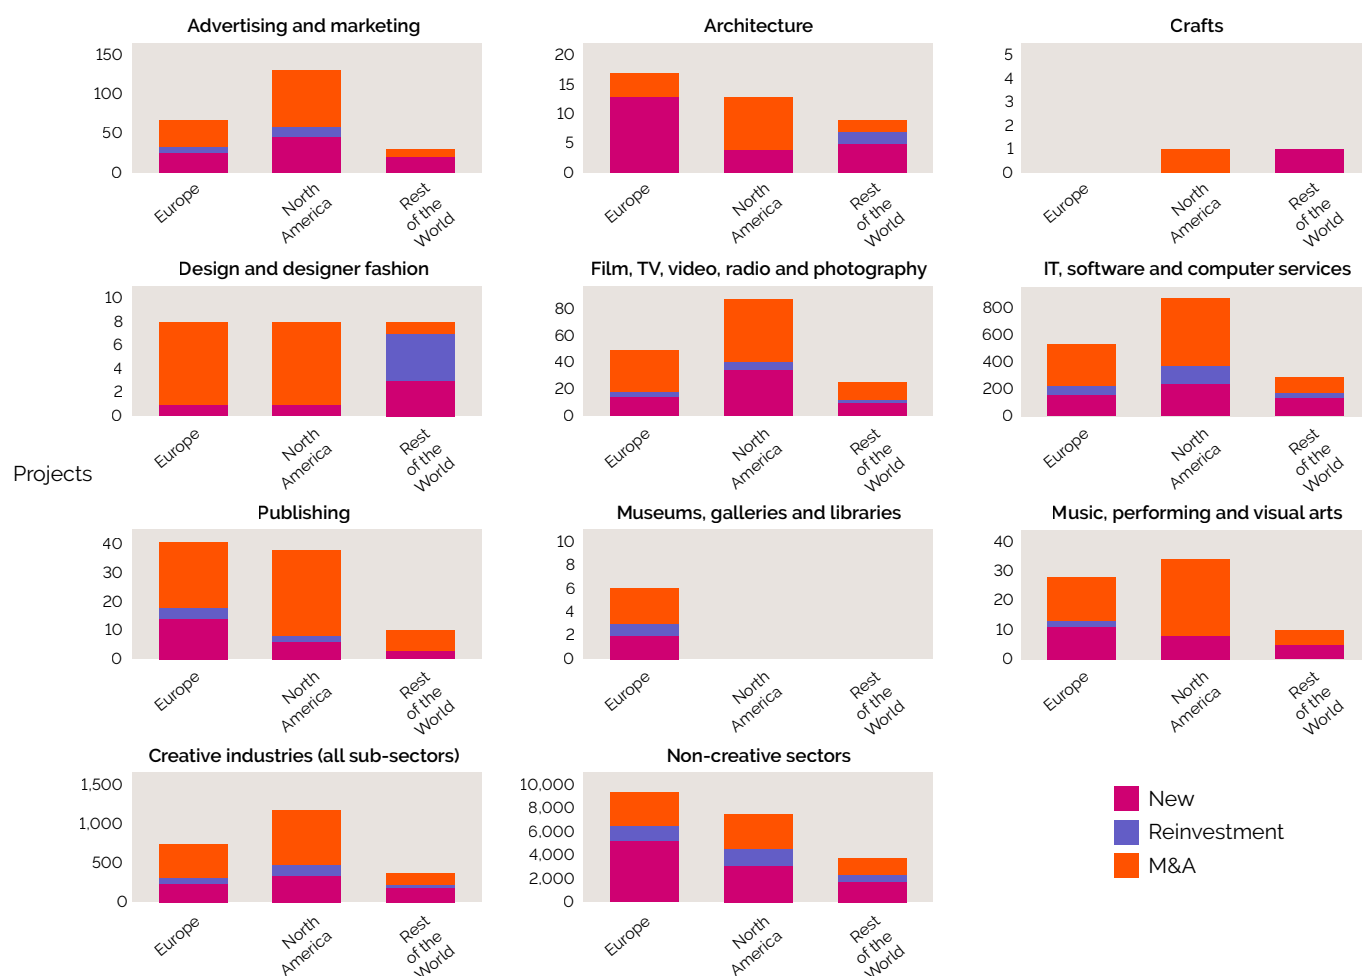 Advertising and marketing
150
100
50
0
Europe
North
America
Rest
of the
World
Architecture
20
15
10
5
0
Europe
North
America
Rest
of the
World
Crafts
5
4
3
2
1
0
Europe
North
America
Rest
of the
World
Design and designer fashion
10
8
6
4
2
0
Europe
North
America
Rest
of the
World
Film, TV, video, radio and photography
80
60
40
20
0
Europe
North
America
Rest
of the
World
IT, software and computer services
800
600
400
200
0
Europe
North
America
Rest
of the
World
Projects
Publishing
40
30
20
10
0
Europe
North
America
Rest
of the
World
Museums, galleries and libraries
10
8
6
4
2
0
Europe
North
America
Rest
of the
World
Music, performing and visual arts
40
30
20
10
0
Europe
North
America
Rest
of the
World
Creative industries (all sub-sectors)
1,500
1,000
500
0
Europe
North
America
Rest
of the
World
Non-creative sectors
10,000
8,000
6,000
4,000
2,000
0
Europe
North
America
Rest
of the
World
New
Reinvestment
M&A